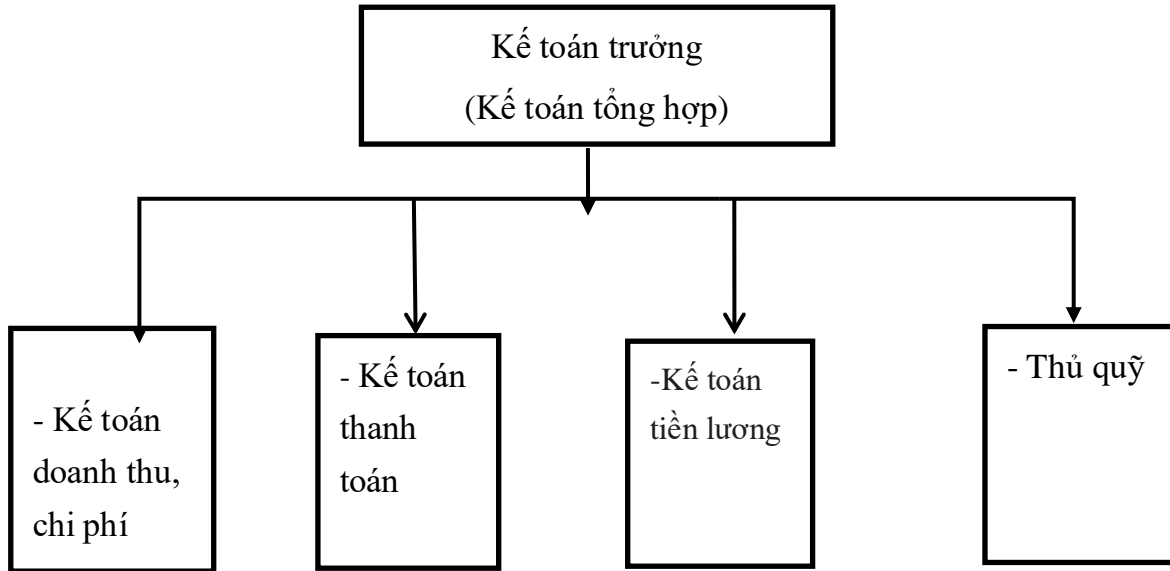 Kế toán trưởng
(Kế toán tổng hợp)
- Kế toán
doanh thu,
chi phí
- Kế toán
thanh
toán
-Kế toán
tiền lương
- Thủ quỹ